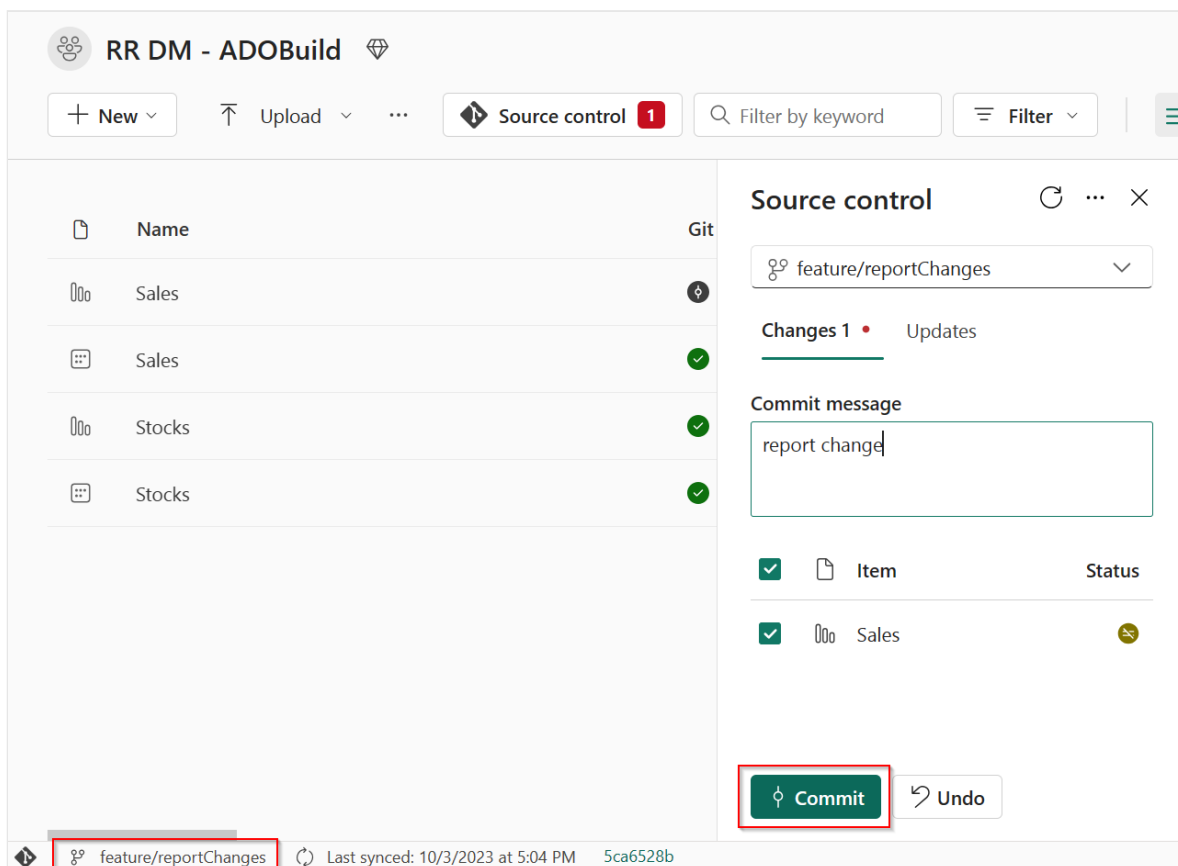 RR DM - ADOBuild
New
Upload
...
Source control 1
Filter by keyword
Filter
Name
Git
Sales
Sales
Stocks
Stocks
Source control
...
feature/reportChanges
Changes 1
Updates
Commit message
report change
Item
Status
Sales
Commit
Undo
feature/reportChanges
Last synced: 10/3/2023 at 5:04 PM
5ca6528b